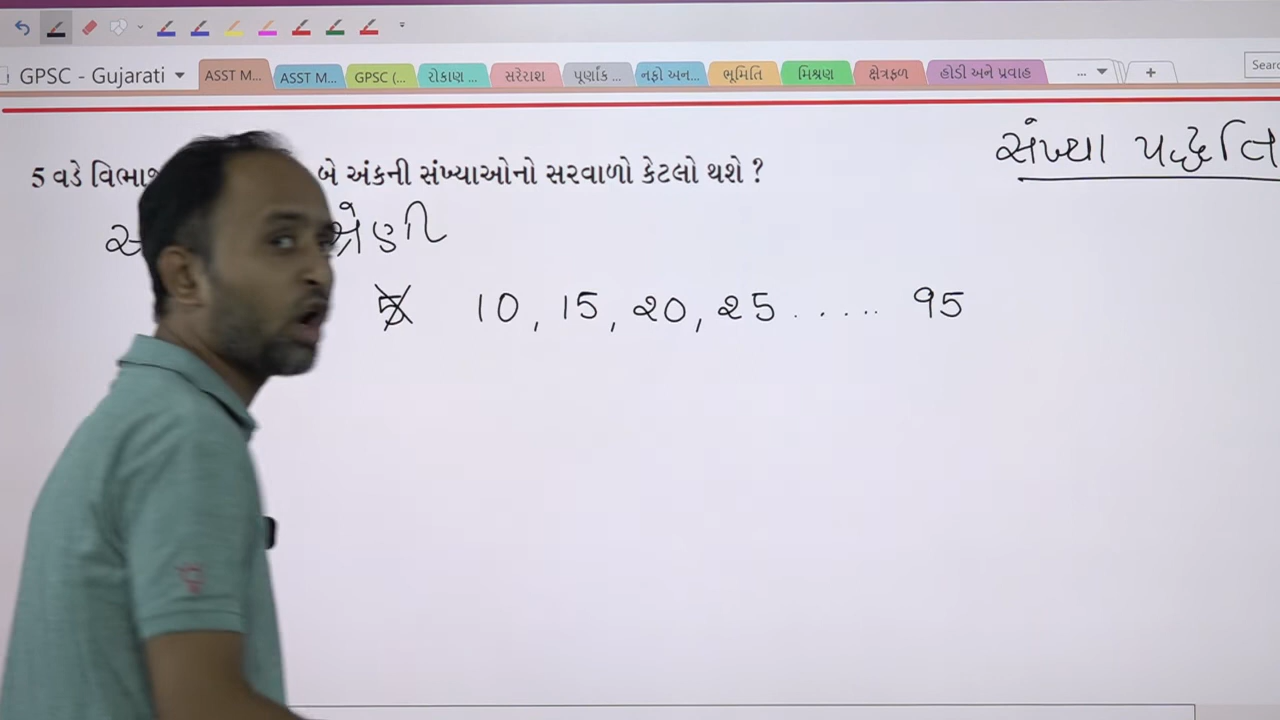 GPSC - Gujarati ASST M... ASST M... GPSC (... રોકાણ ... સરેરાશ પૂર્ણાંક ... નફો અન... ભૂમિતિ મિશ્રણ ક્ષેત્રફળ હોડી અને પ્રવાહ ... + Searc
સંખ્યા પદ્ધતિ
5 વડે બે અંકની સંખ્યાઓનો સરવાળો કેટલો થશે ?
શ્રેણી
5 10, 15, 20, 25 ...... 95